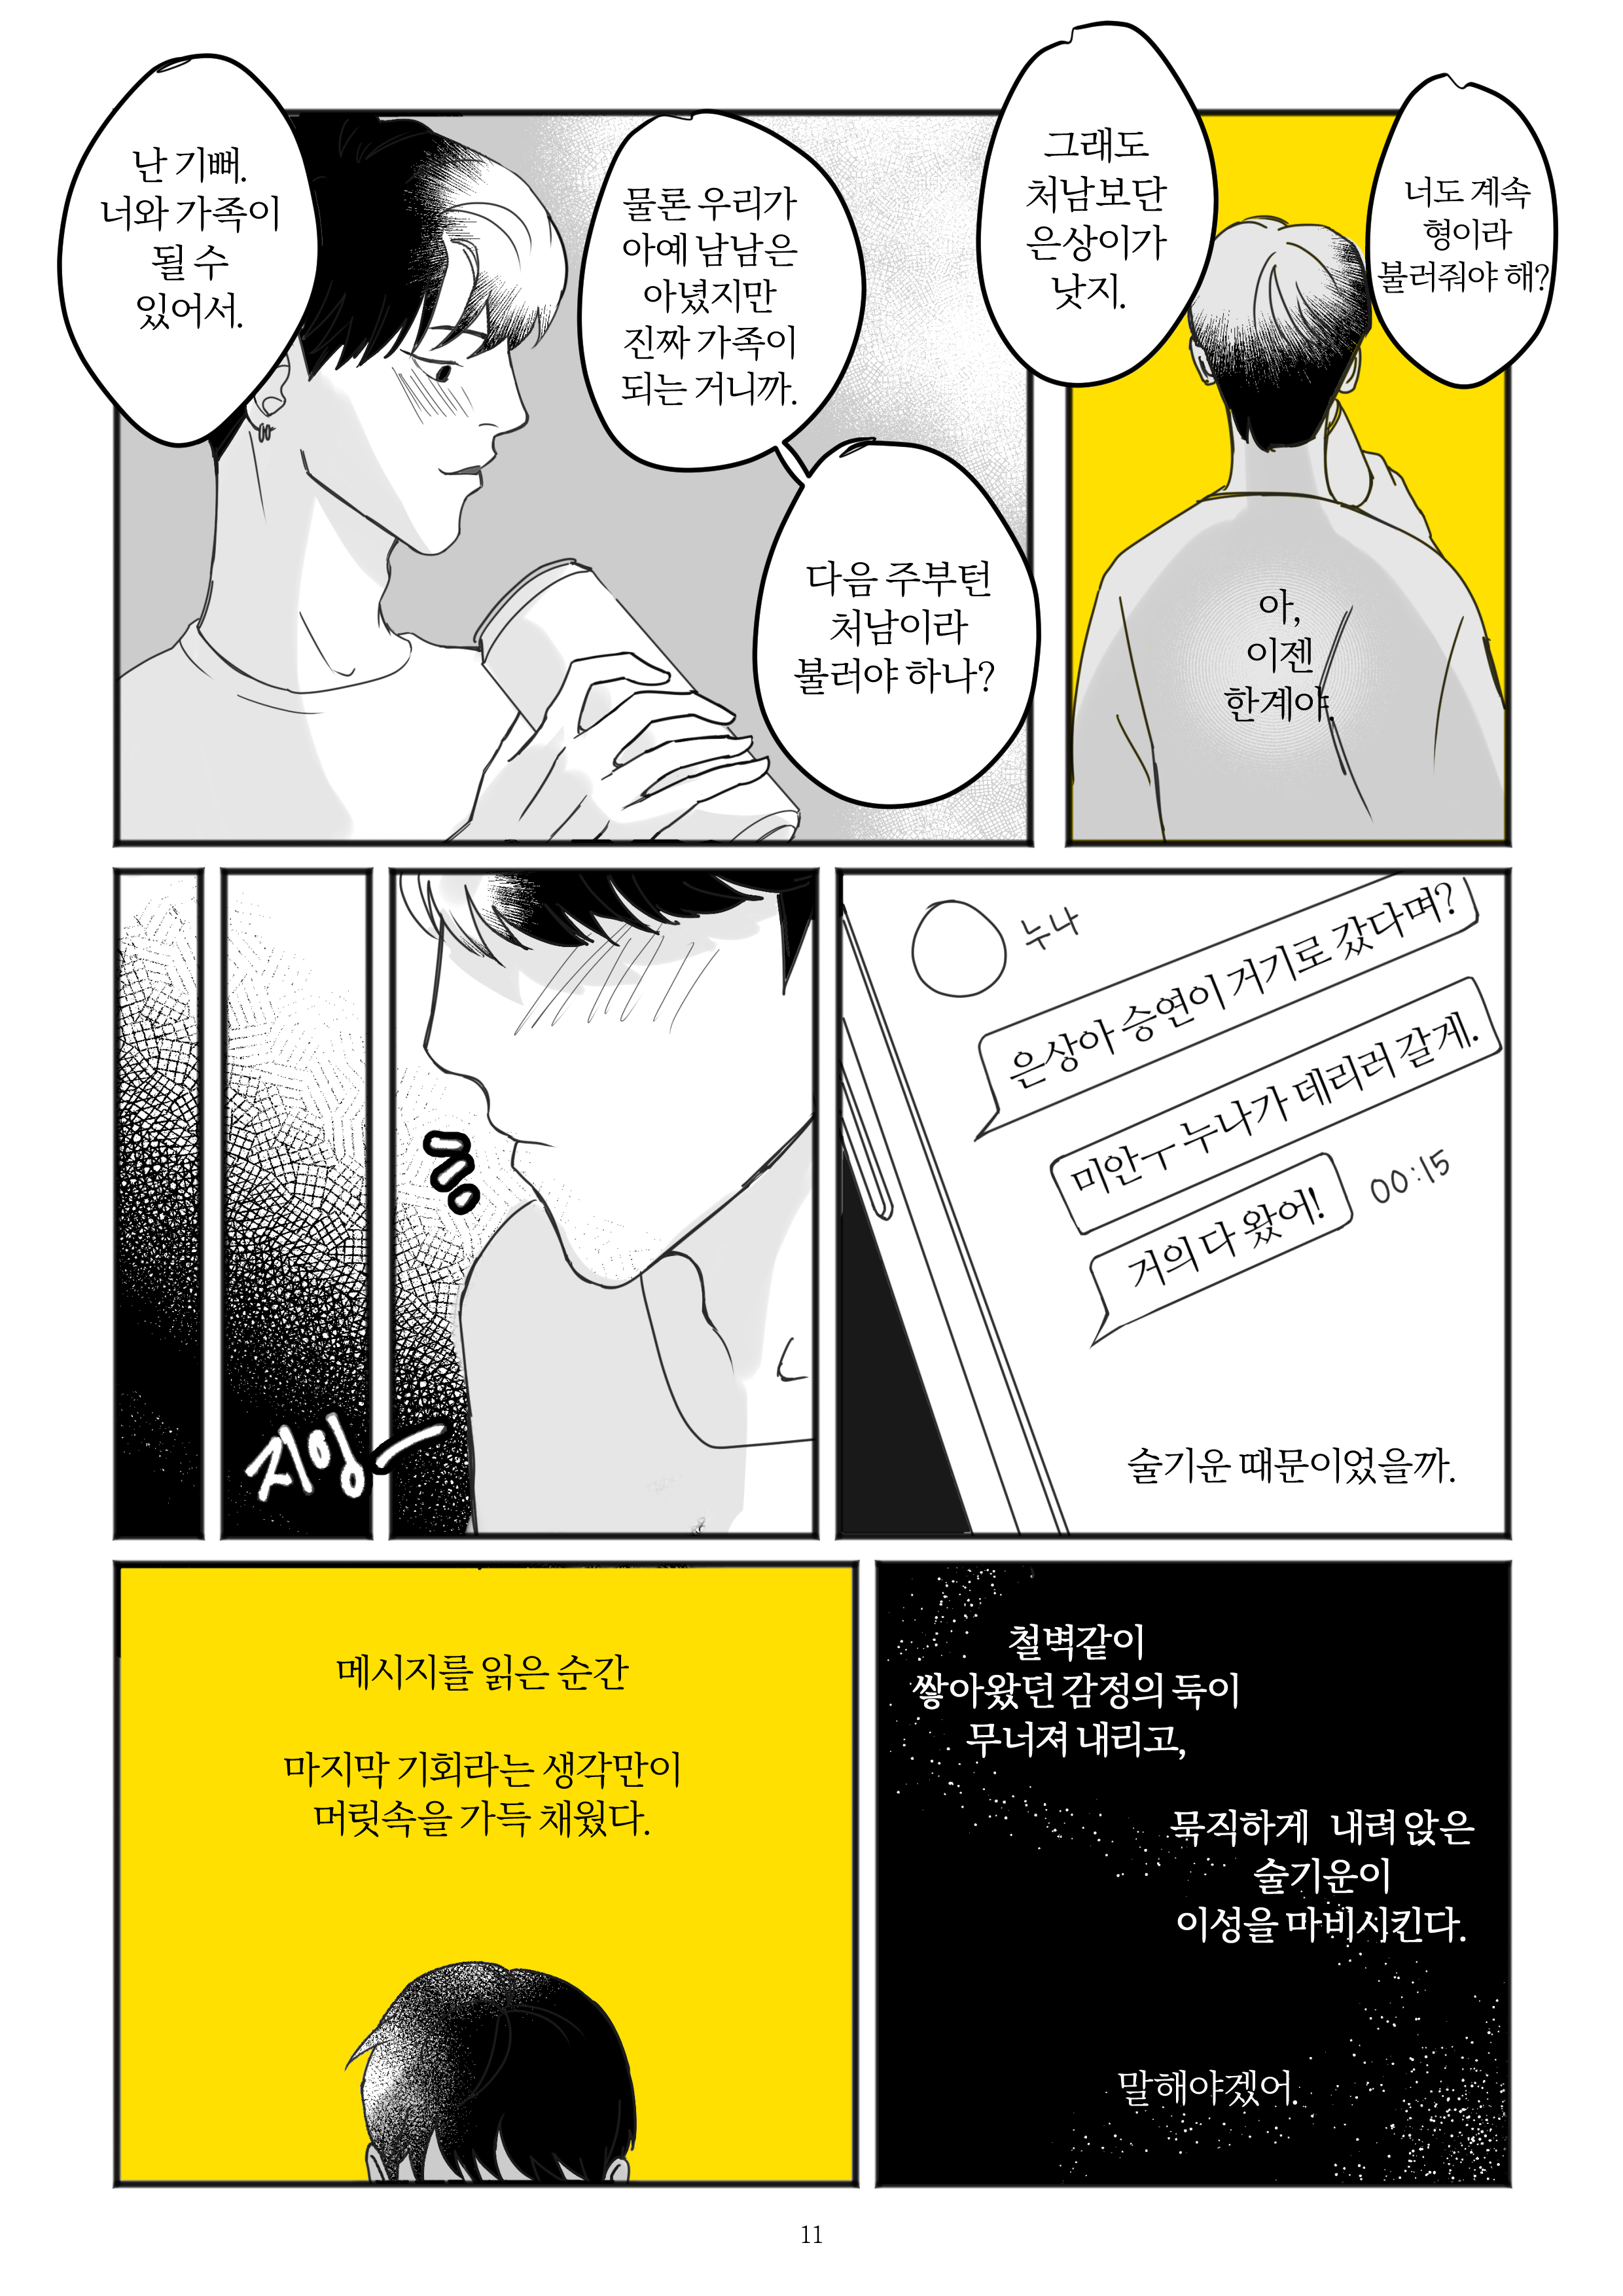 난 기뻐.
너와 가족이
될 수
있어서.
물론 우리가
아예 남남은
아녔지만
진짜 가족이
되는 거니까.
다음 주부턴
처남이라
불러야 하나?
그래도
처남보단
은상이가
낫지.
너도 계속
형이라
불러줘야 해?
아,
이젠
한계야.
지잉ー
응
누나
은상아 승연이 거기로 갔다며?
미안ㅜ 누나가 데리러 갈게.
거의 다 왔어!
00:15
술기운 때문이었을까.
메시지를 읽은 순간
마지막 기회라는 생각만이
머릿속을 가득 채웠다.
철벽같이
쌓아왔던 감정의 둑이
무너져 내리고,
묵직하게 내려 앉은
술기운이
이성을 마비시킨다.
말해야겠어.
11